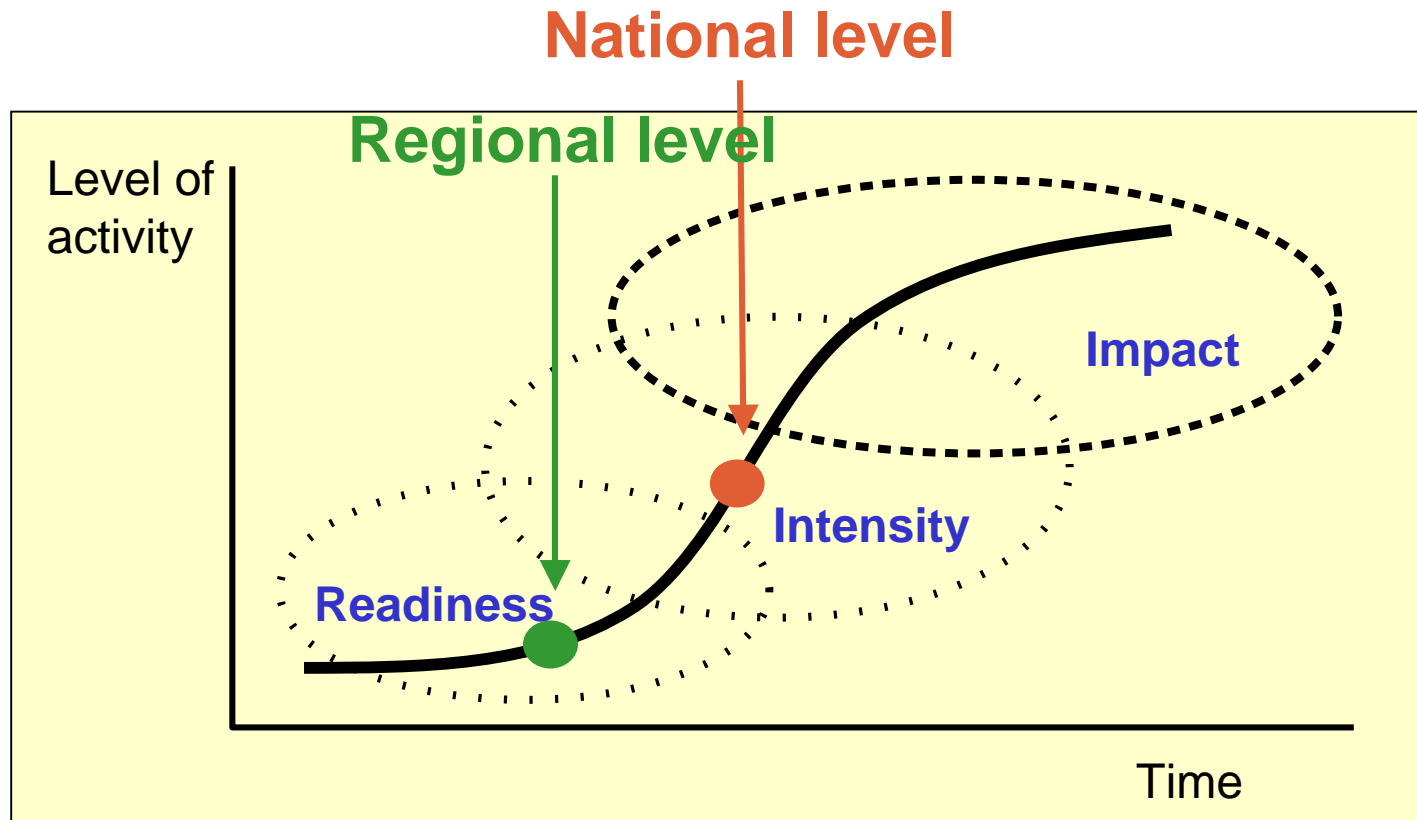 National level
Regional level
Level of
activity
Impact
Intensity
Readiness
Time